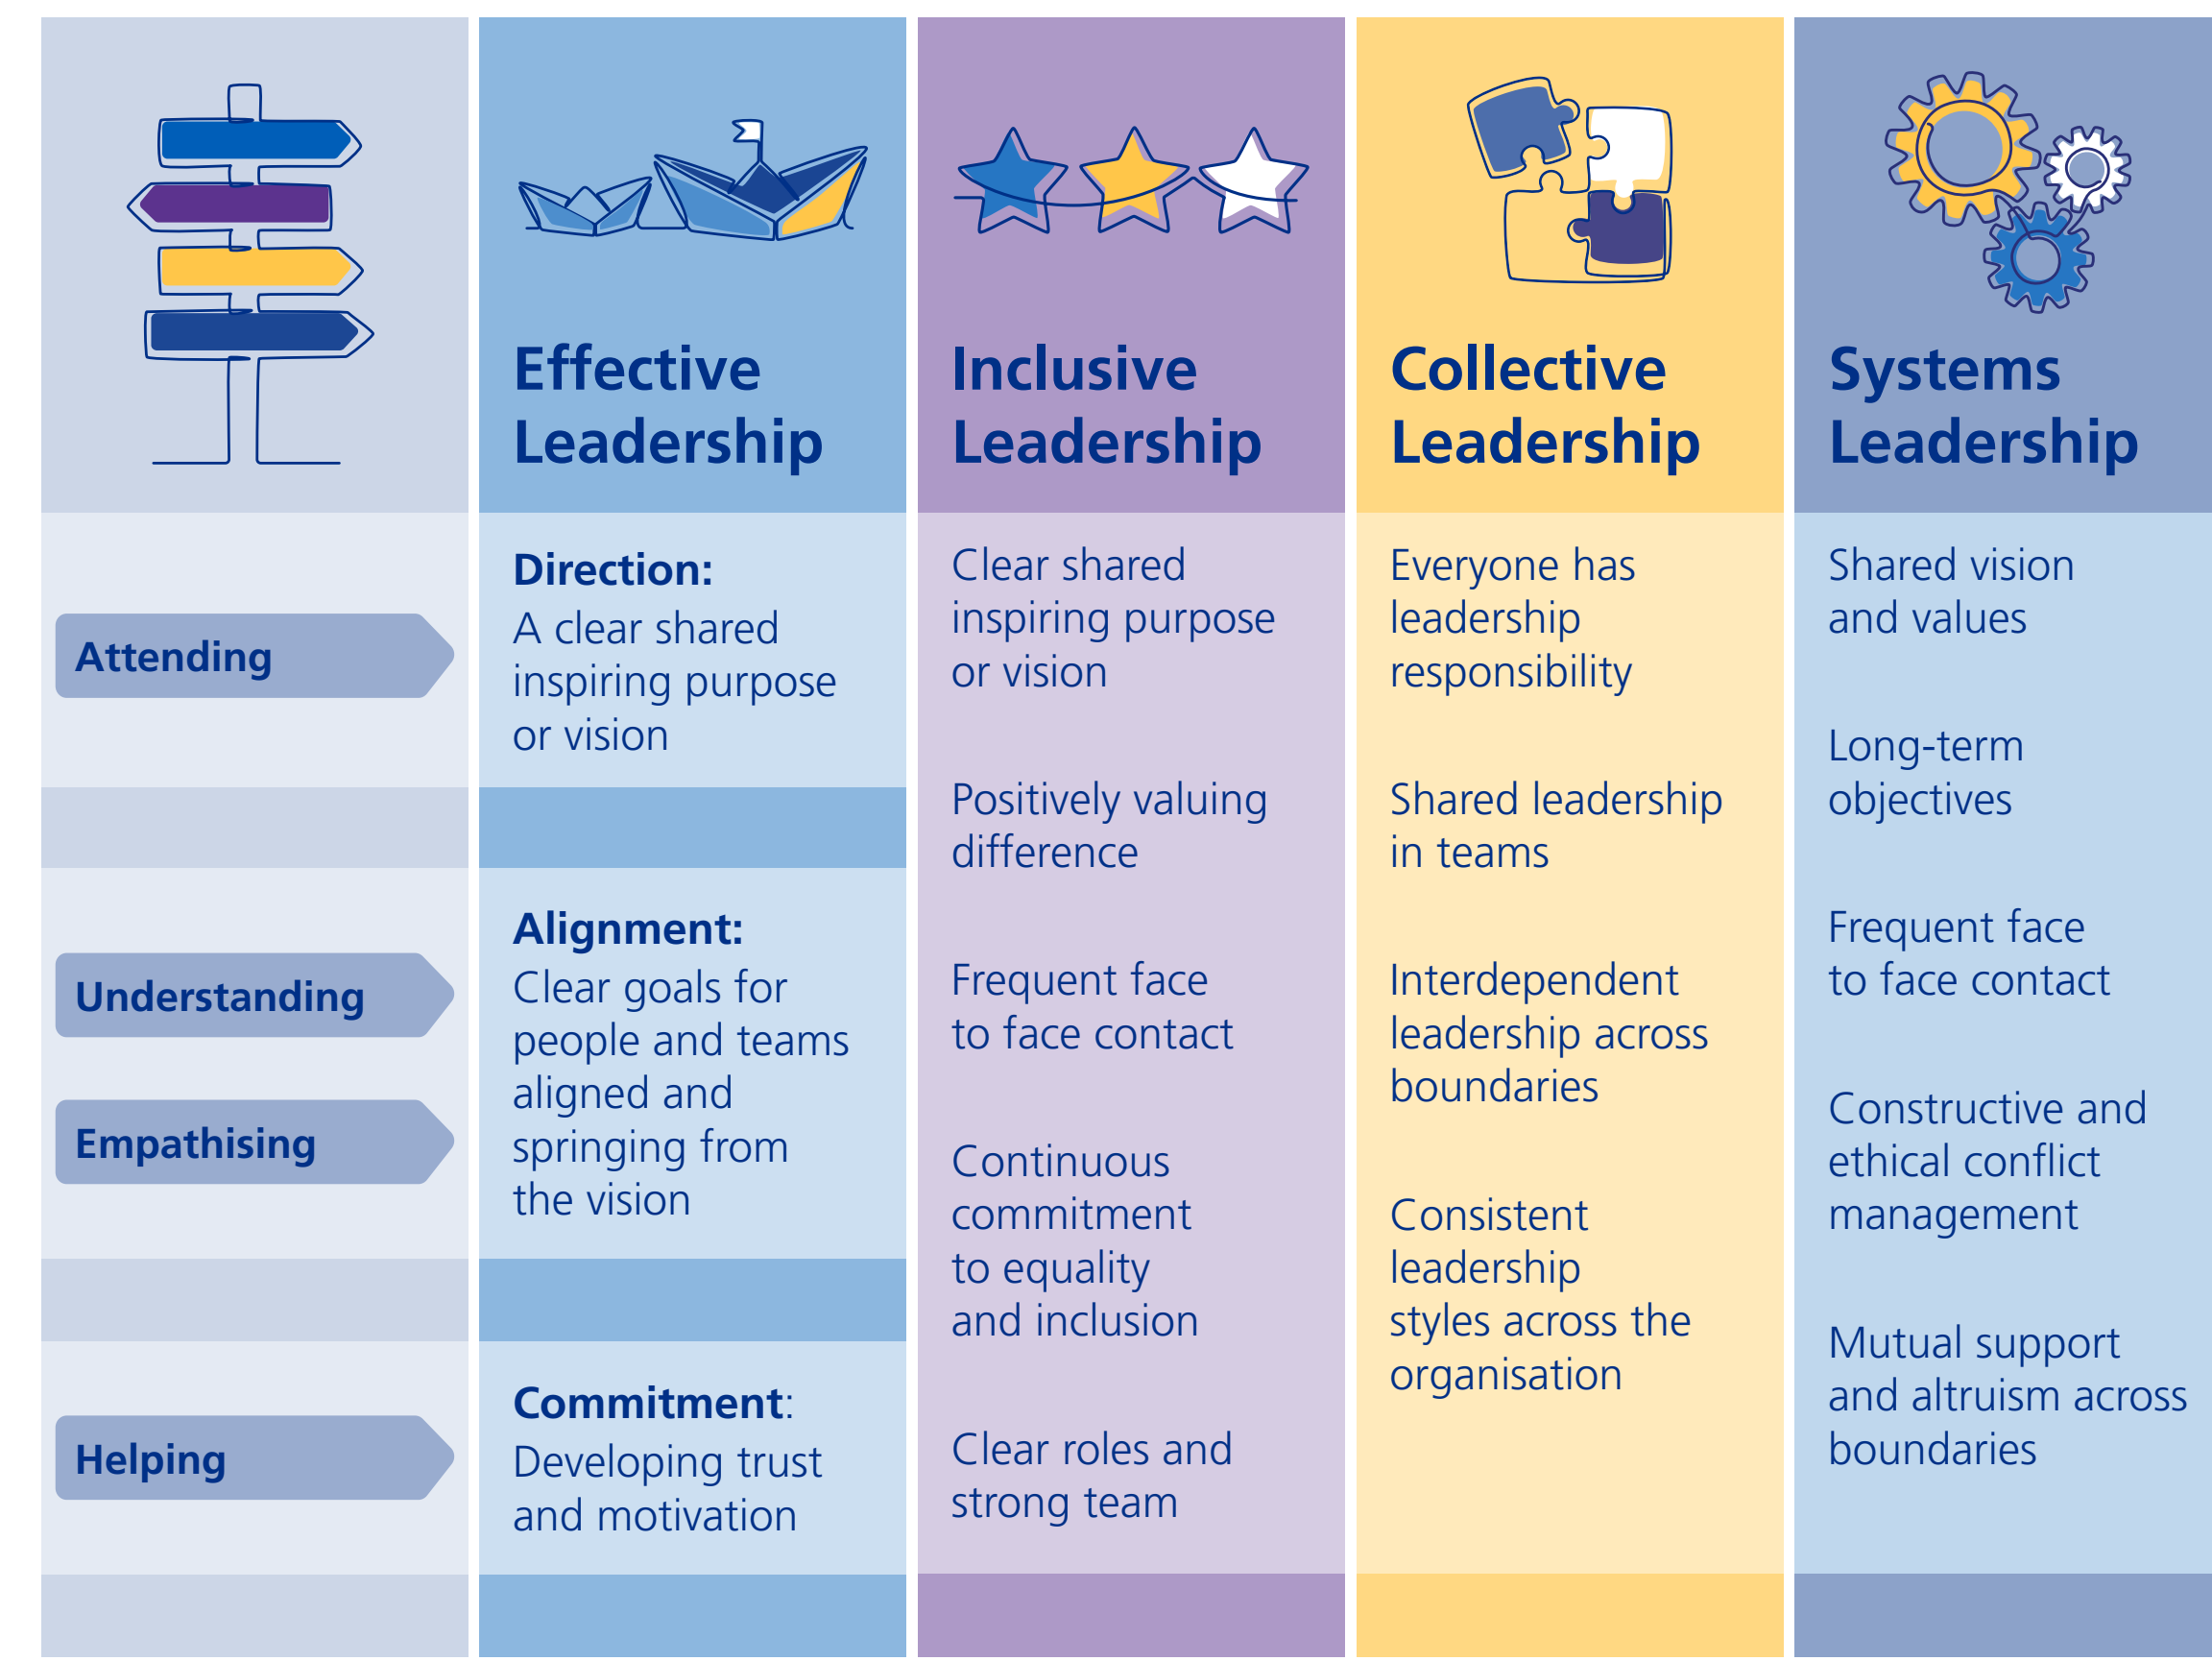 Attending
Understanding
Empathising
Helping
Effective
Leadership
Direction:
A clear shared
inspiring purpose
or vision
Alignment:
Clear goals for
people and teams
aligned and
springing from
the vision
Commitment:
Developing trust
and motivation
Inclusive
Leadership
Clear shared
inspiring purpose
or vision
Positively valuing
difference
Frequent face
to face contact
Continuous
commitment
to equality
and inclusion
Clear roles and
strong team
Collective
Leadership
Everyone has
leadership
responsibility
Shared leadership
in teams
Interdependent
leadership across
boundaries
Consistent
leadership
styles across the
organisation
Systems
Leadership
Shared vision
and values
Long-term
objectives
Frequent face
to face contact
Constructive and
ethical conflict
management
Mutual support
and altruism across
boundaries